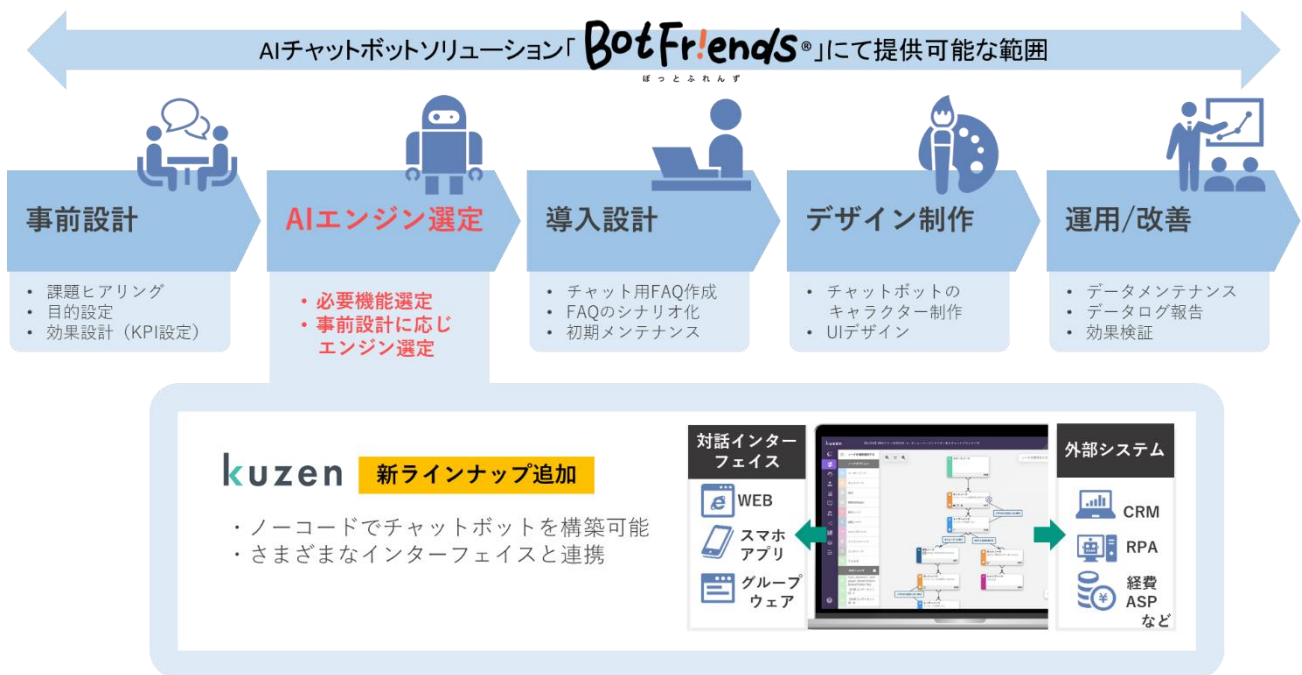 AIチャットボットソリューション「BotFr!ends®」にて提供可能な範囲
ぼっとふれんず
事前設計
・ 課題ヒアリング
・ 目的設定
・ 効果設計（KPI設定）
AIエンジン選定
・ 必要機能選定
・ 事前設計に応じ
エンジン選定
導入設計
・ チャット用FAQ作成
・ FAQのシナリオ化
・ 初期メンテナンス
デザイン制作
・ チャットボットの
キャラクター制作
・ UIデザイン
運用/改善
・ データメンテナンス
・ データログ報告
・ 効果検証
kuzen 新ラインナップ追加
・ノーコードでチャットボットを構築可能
・さまざまなインターフェイスと連携
対話インター
フェイス
WEB
スマホ
アプリ
グループ
ウェア
kuzen
外部システム
CRM
RPA
経費
ASP
など